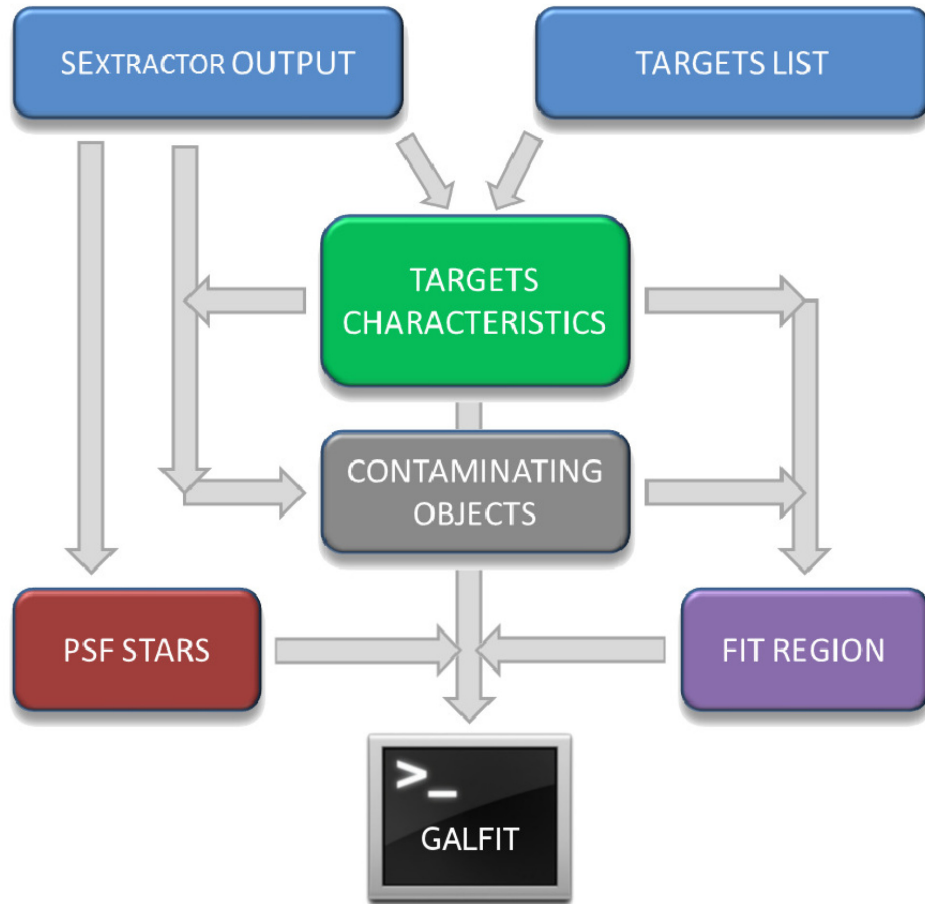 SEXTRACTOR OUTPUT
TARGETS LIST
TARGETS
CHARACTERISTICS
CONTAMINATING
OBJECTS
PSF STARS
FIT REGION
>_
GALFIT